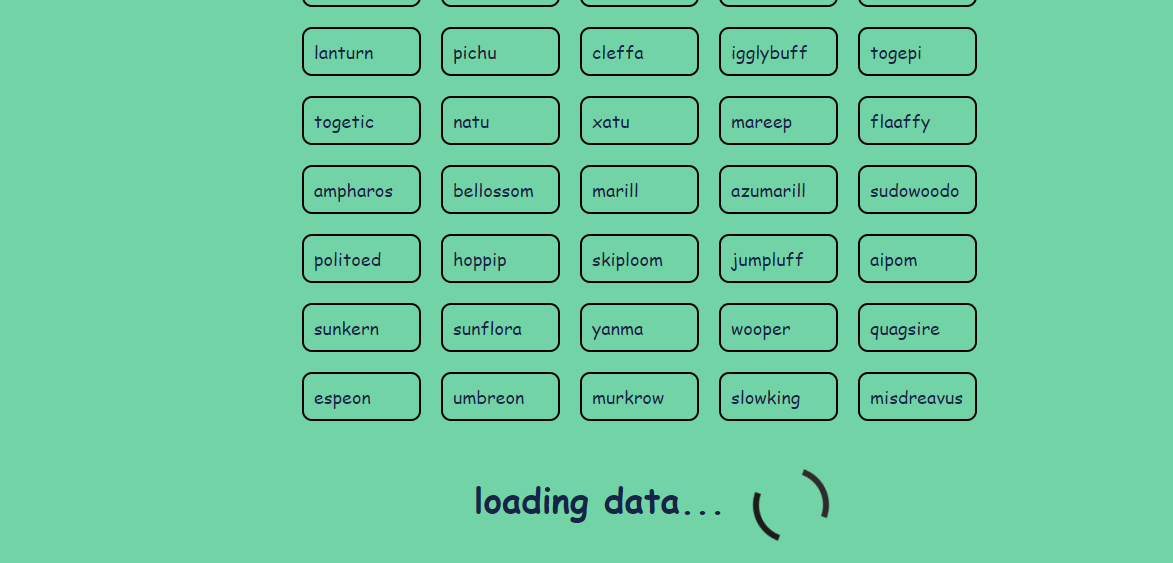 lanturn pichu cleffa igglybuff togepi
togetic natu xatu mareep flaaffy
ampharos bellossom marill azumarill sudowoodo
politoed hoppip skiploom jumpluff aipom
sunkern sunflora yanma wooper quagsire
espeon umbreon murkrow slowking misdreavus
loading data...